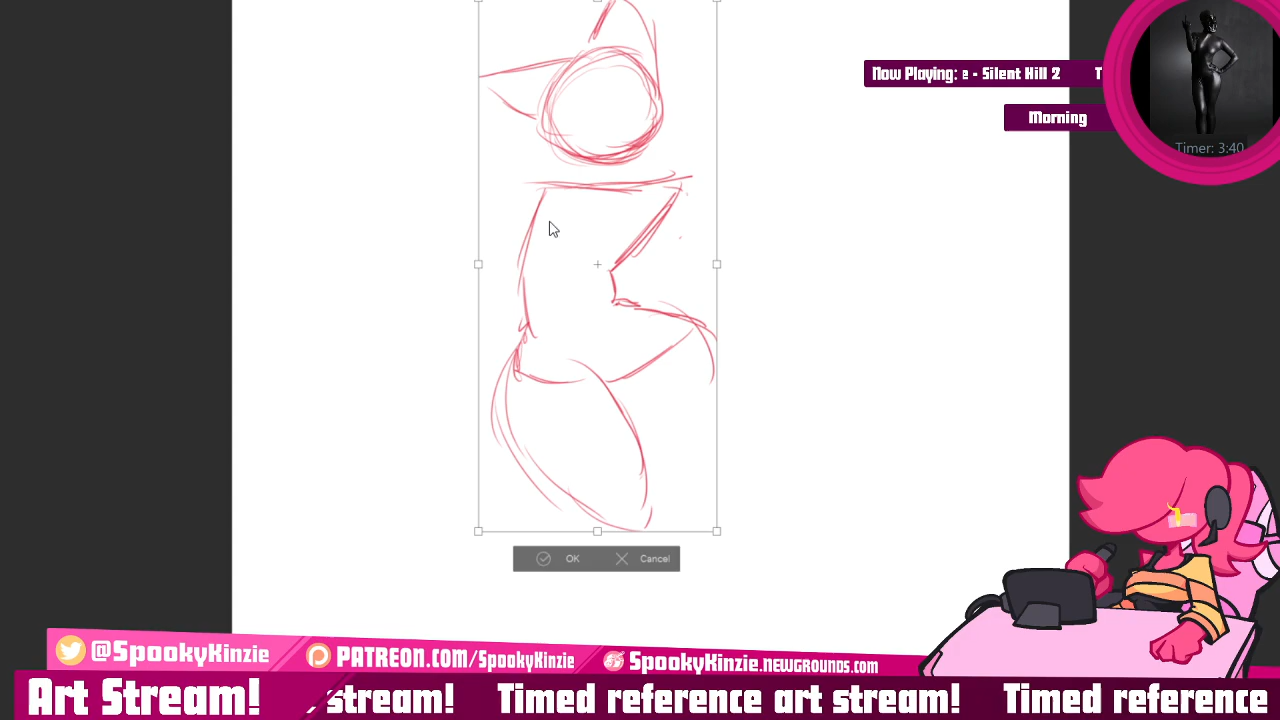 Now Playing: e - Silent Hill 2 T
Morning
Timer: 3:40
OK Cancel
@SpookyKinzie PATREON.COM/SpookyKinzie SpookyKinzie.NEWGROUNDS.com
Art Stream! stream! Timed reference art stream! Timed reference